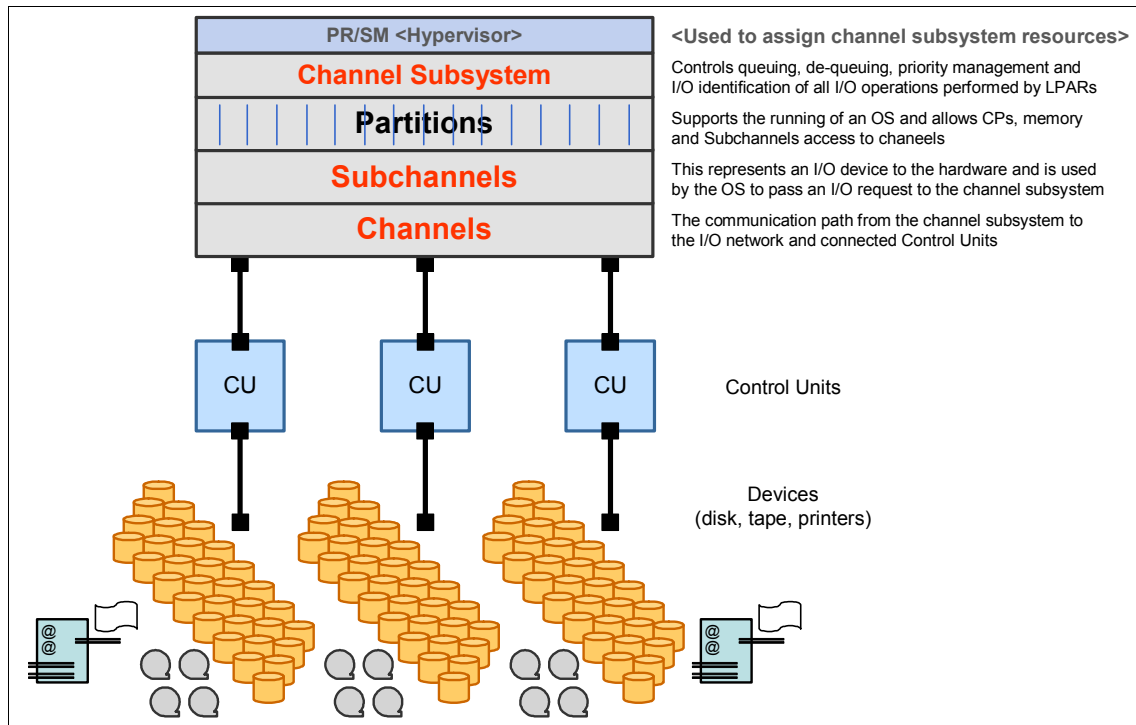 PR/SM <Hypervisor>
<Used to assign channel subsystem resources>
Channel Subsystem
Controls queuing, de-queuing, priority management and
I/O identification of all I/O operations performed by LPARs
Partitions
Supports the running of an OS and allows CPs, memory
and Subchannels access to chaneels
Subchannels
This represents an I/O device to the hardware and is used
by the OS to pass an I/O request to the channel subsystem
Channels
The communication path from the channel subsystem to
the I/O network and connected Control Units
CU
CU
CU
Control Units
Devices
(disk, tape, printers)
@
@
@
@